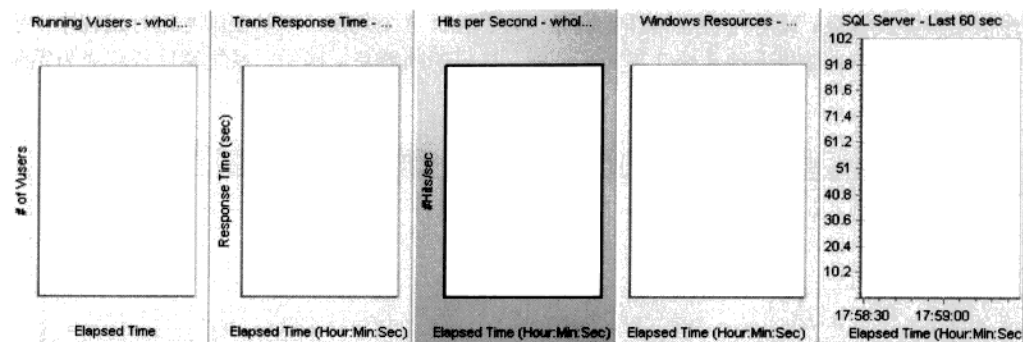 Running Vusers - whol...
# of Vusers
Elapsed Time
Trans Response Time - ...
Response Time (sec)
Elapsed Time (Hour:Min:Sec)
Hits per Second - whol...
#Hits/sec
Elapsed Time (Hour:Min:Sec)
Windows Resources - ...
Elapsed Time (Hour:Min:Sec)
SQL Server - Last 60 sec
102
91.8
81.6
71.4
61.2
51
40.8
30.6
20.4
10.2
17:58:30 17:59:00
Elapsed Time (Hour:Min:Sec